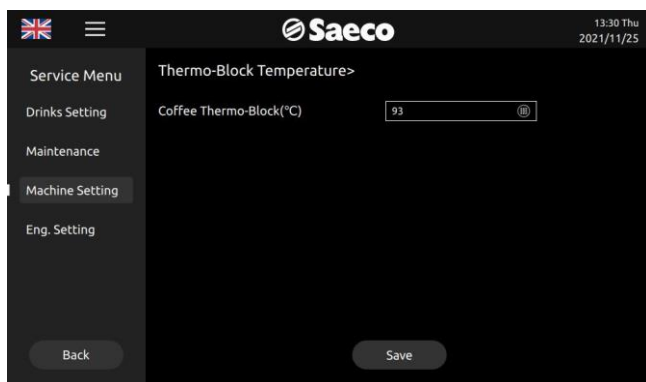 Saeco
13:30 Thu
2021/11/25
Service Menu
Drinks Setting
Maintenance
Machine Setting
Eng. Setting
Back
Thermo-Block Temperature>
Coffee Thermo-Block(°C)
93
Save